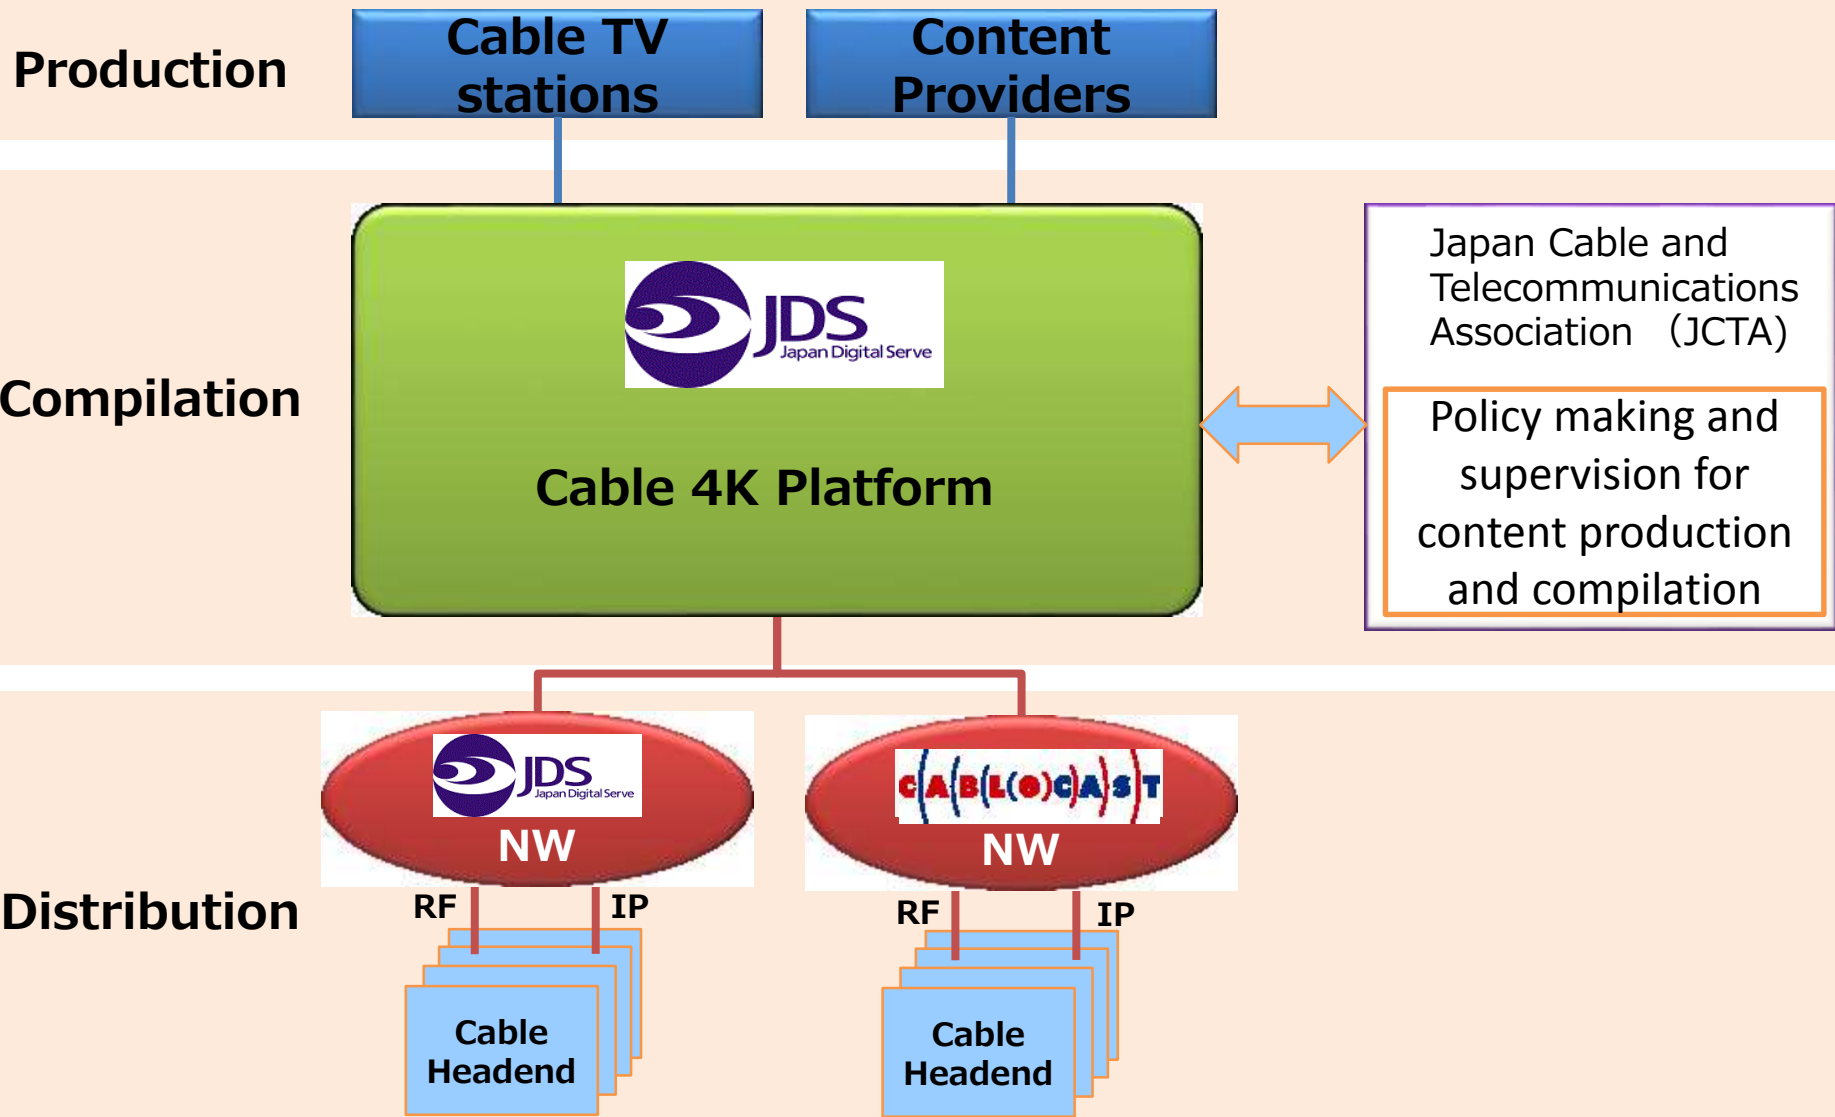 Production
Cable TV
stations
Content
Providers
Compilation
JDS
Japan Digital Serve
Cable 4K Platform
Japan Cable and
Telecommunications
Association （JCTA)
Policy making and
supervision for
content production
and compilation
Distribution
JDS
Japan Digital Serve
NW
C(A(B(L(O)C)A)S)T
NW
RF
IP
RF
IP
Cable
Headend
Cable
Headend